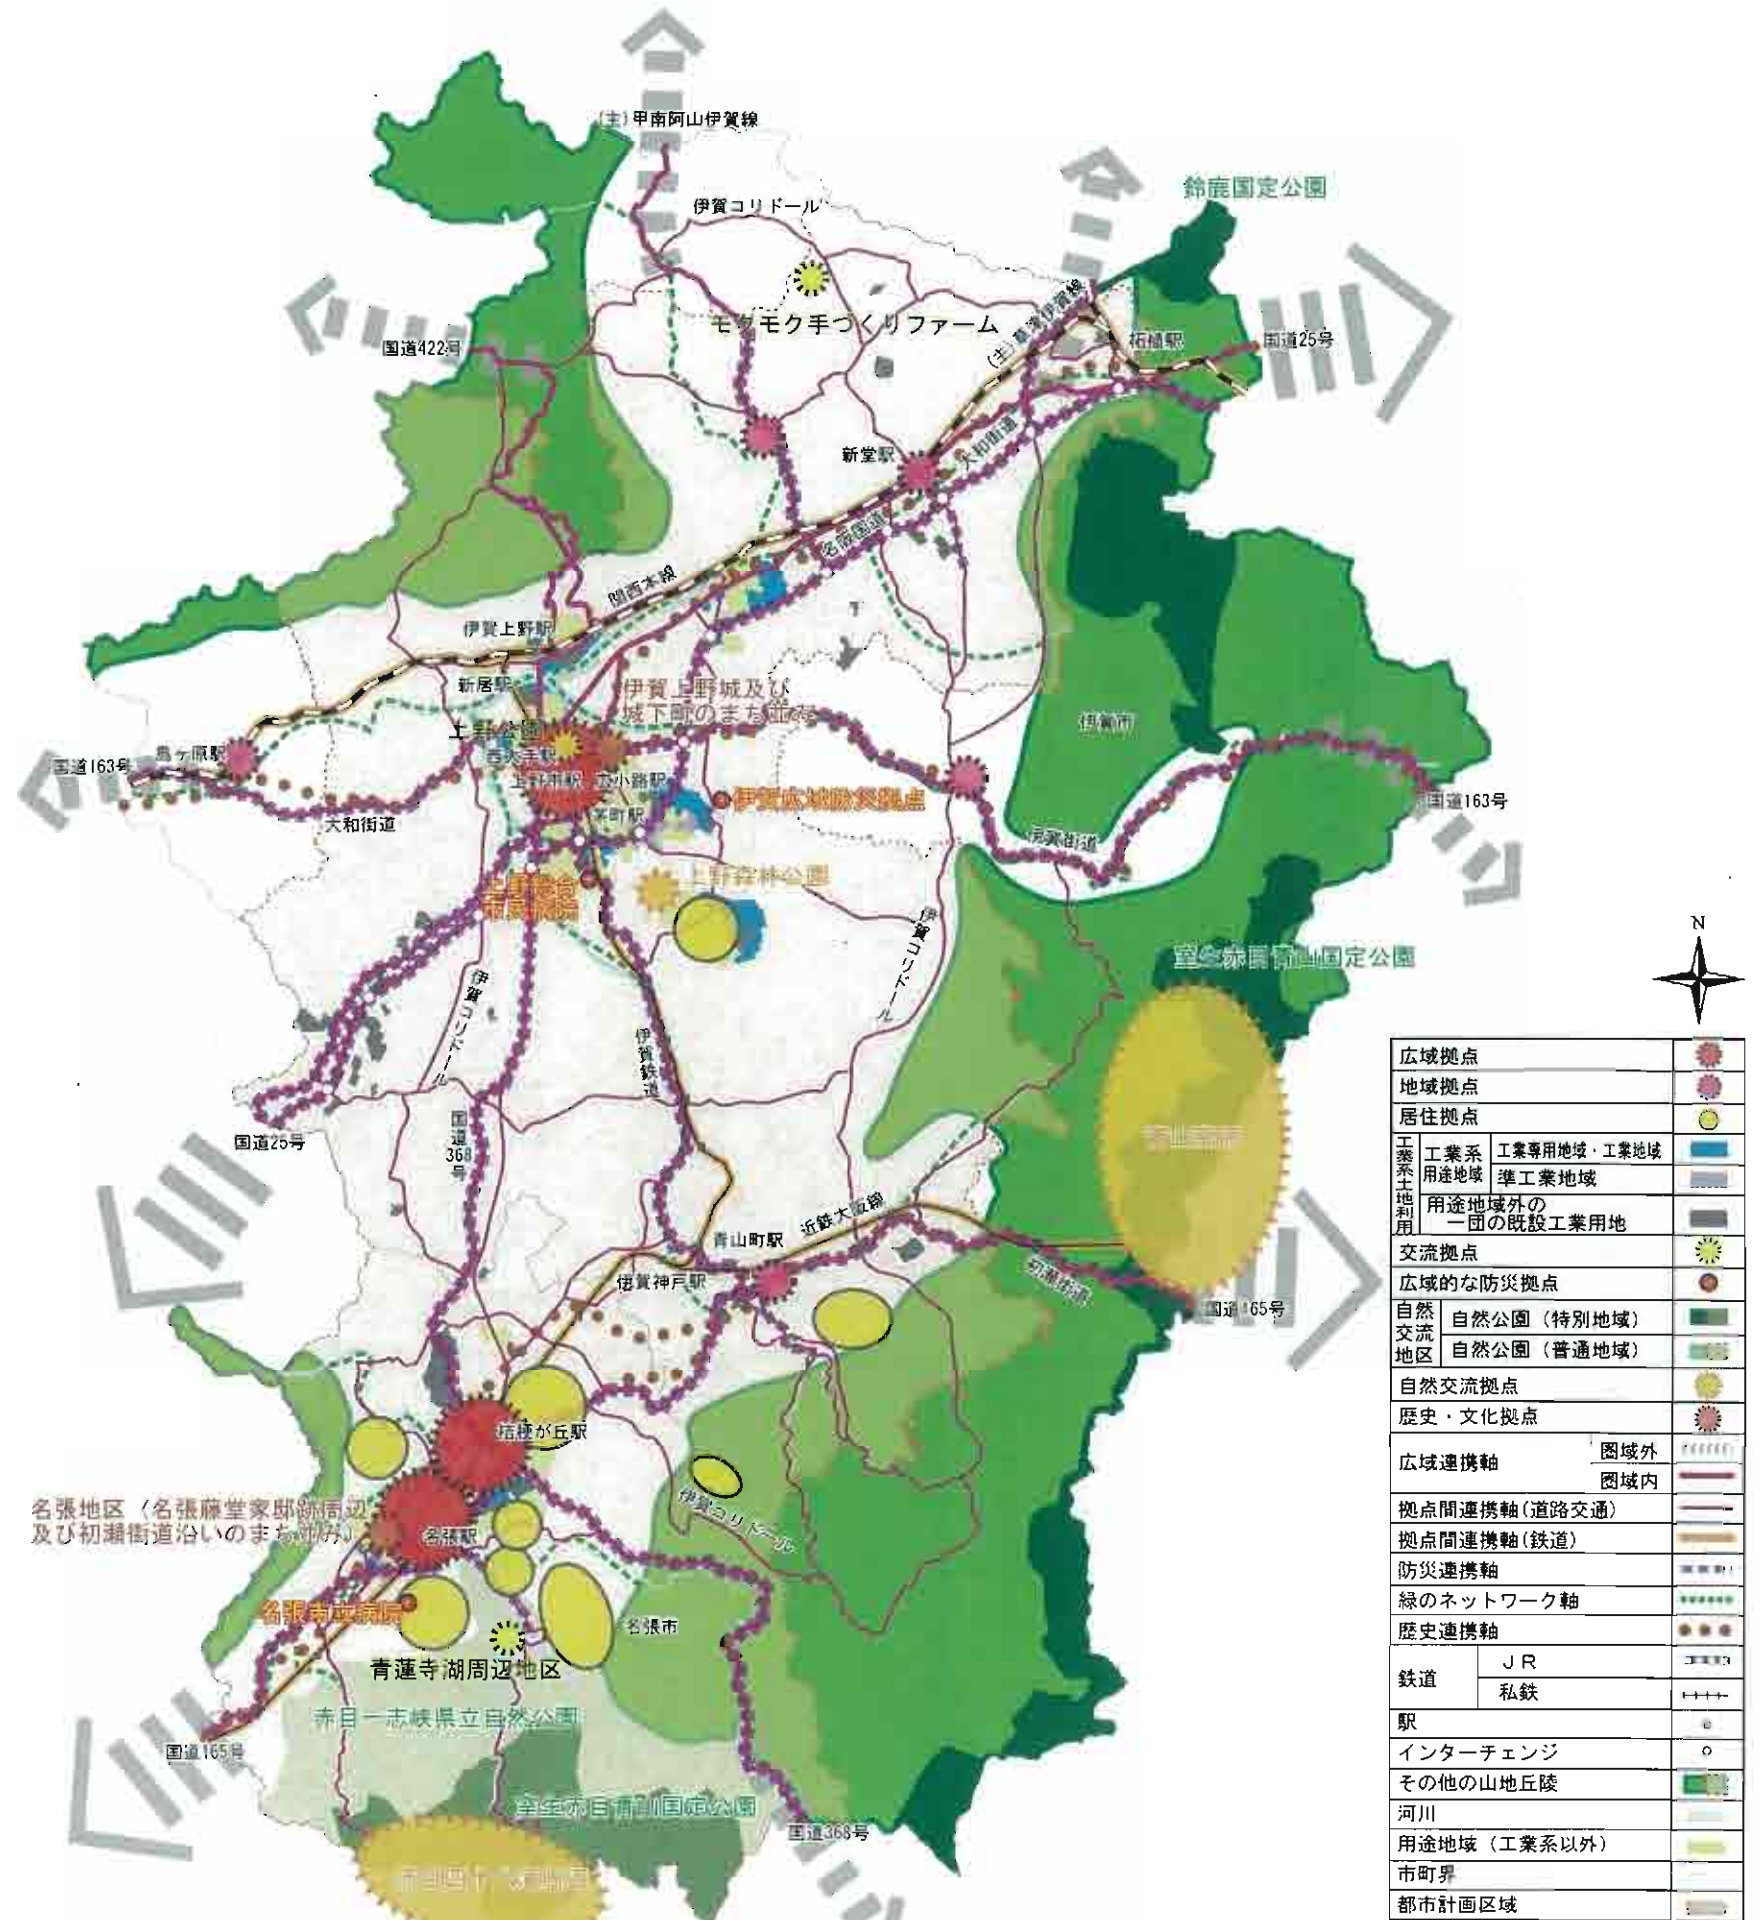 (主)甲南阿山伊賀線
鈴鹿国定公園
伊賀コリドール
モクモク手づくりファーム
(主)草津伊賀線
国道422号
柘植駅
国道25号
新堂駅
大和街道
名阪国道
関西本線
伊賀上野駅
新居駅
伊賀上野城及び
城下町のまち並み
上野公園
伊賀市
西大手駅
国道163号
島ヶ原駅
上野市駅
広小路駅
伊賀広域防災拠点
国道163号
茅町駅
大和街道
伊賀街道
上野森林公園
上野総合
市民病院
伊賀コリドール
室生赤目青山国定公園
伊賀コリドール
伊賀鉄道
N
国道25号
国道
368
号
青山高原
近鉄大阪線
青山町駅
伊賀神戸駅
初瀬街道
国道165号
桔梗が丘駅
名張地区(名張藤堂家邸跡周辺
及び初瀬街道沿いのまち並み)
名張駅
伊賀コリドール
名張市立病院
名張市
青蓮寺湖周辺地区
赤目一志峡県立自然公園
国道165号
室生赤目青山国定公園
国道368号
広域拠点
地域拠点
居住拠点
工業系土地利用
工業系
用途地域
工業専用地域・工業地域
準工業地域
用途地域外の
一団の既設工業用地
交流拠点
広域的な防災拠点
自然
交流
地区
自然公園(特別地域)
自然公園(普通地域)
自然交流拠点
歴史・文化拠点
広域連携軸
圏域外
圏域内
拠点間連携軸(道路交通)
拠点間連携軸(鉄道)
防災連携軸
緑のネットワーク軸
歴史連携軸
鉄道
JR
私鉄
駅
インターチェンジ
その他の山地丘陵
河川
用途地域(工業系以外)
市町界
都市計画区域